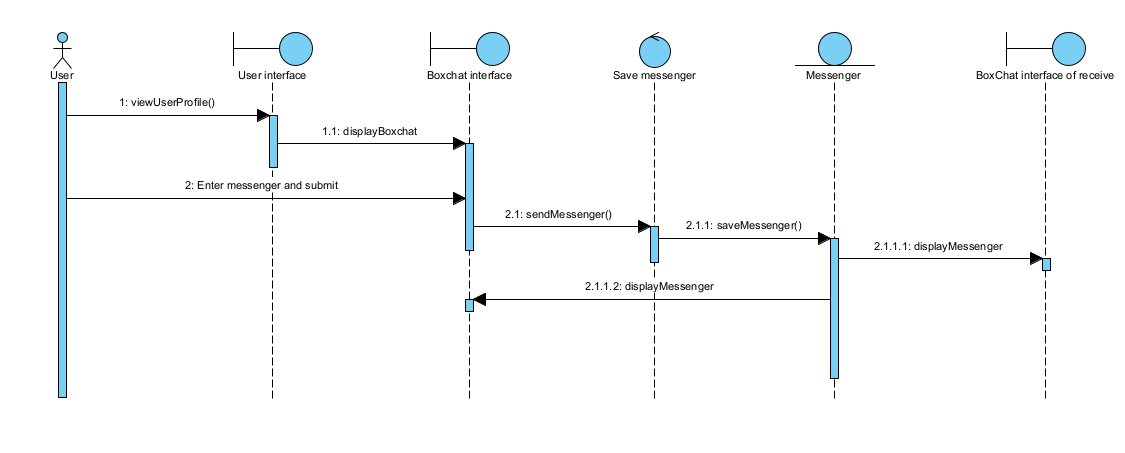 User
User interface
Boxchat interface
Save messenger
Messenger
BoxChat interface of receive
1: viewUserProfile()
1.1: displayBoxchat
2: Enter messenger and submit
2.1: sendMessenger()
2.1.1: saveMessenger()
2.1.1.1: displayMessenger
2.1.1.2: displayMessenger